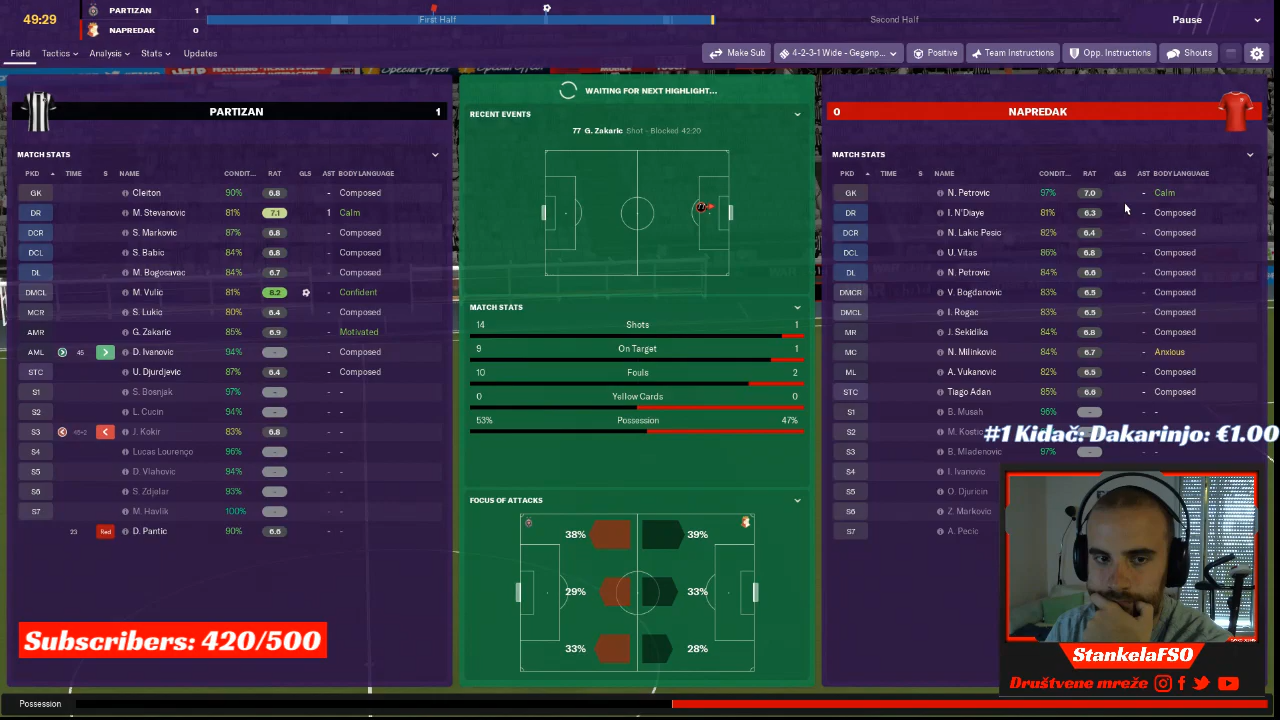 49:29 PARTIZAN 1
NAPREDAK 0
First Half Second Half Pause
Field Tactics Analysis Stats Updates
Make Sub 4-2-3-1 Wide - Gegenp... Positive Team Instructions Opp. Instructions Shouts
PARTIZAN 1
MATCH STATS
PKD TIME S NAME CONDIT... RAT GLS AST BODY LANGUAGE
GK Cleiton 90% 6.8 - Composed
DR M. Stevanovic 81% 7.1 1 Calm
DCR S. Markovic 87% 6.8 - Composed
DCL S. Babic 84% 6.8 - Composed
DL M. Bogosavac 84% 6.7 - Composed
DMCL M. Vulic 81% 8.2 - Confident
MCR S. Lukic 80% 6.4 - Composed
AMR G. Zakaric 85% 6.9 - Motivated
AML 45 D. Ivanovic 94% - - Composed
STC U. Djurdjevic 87% 6.4 - Composed
S1 S. Bosnjak 97% - - -
S2 L. Cucin 94% - - -
S3 45+2 J. Kokir 83% 6.8 - -
S4 Lucas Lourenço 96% - - -
S5 D. Vlahovic 94% - - -
S6 S. Zdjelar 93% - - -
S7 M. Havlik 100% - - -
23 Red D. Pantic 90% 6.6 - -
Subscribers: 420/500
WAITING FOR NEXT HIGHLIGHT...
RECENT EVENTS
77 G. Zakaric Shot - Blocked 42:20
MATCH STATS
14 Shots 1
9 On Target 1
10 Fouls 2
0 Yellow Cards 0
53% Possession 47%
FOCUS OF ATTACKS
38% 39%
29% 33%
33% 28%
0 NAPREDAK
MATCH STATS
PKD TIME S NAME CONDIT... RAT GLS AST BODY LANGUAGE
GK N. Petrovic 97% 7.0 - Calm
DR I. N'Diaye 81% 6.3 - Composed
DCR N. Lakic Pesic 82% 6.4 - Composed
DCL U. Vitas 86% 6.8 - Composed
DL N. Petrovic 84% 6.6 - Composed
DMCR V. Bogdanovic 83% 6.5 - Composed
DMCL I. Rogac 83% 6.5 - Composed
MR J. Sekidika 84% 6.8 - Composed
MC N. Milinkovic 84% 6.7 - Anxious
ML A. Vukanovic 82% 6.5 - Composed
STC Tiago Adan 85% 6.6 - Composed
S1 B. Musah 96% - - -
S2 M. Kostic
#1 Kidač: Dakarinjo: €1.00
S3 B. Mladenovic 97% - - -
S4 I. Ivanovic
S5 O. Djuricin
S6 Z. Markovic
S7 A. Pecic
StankelaFSO
Društvene mreže
Possession